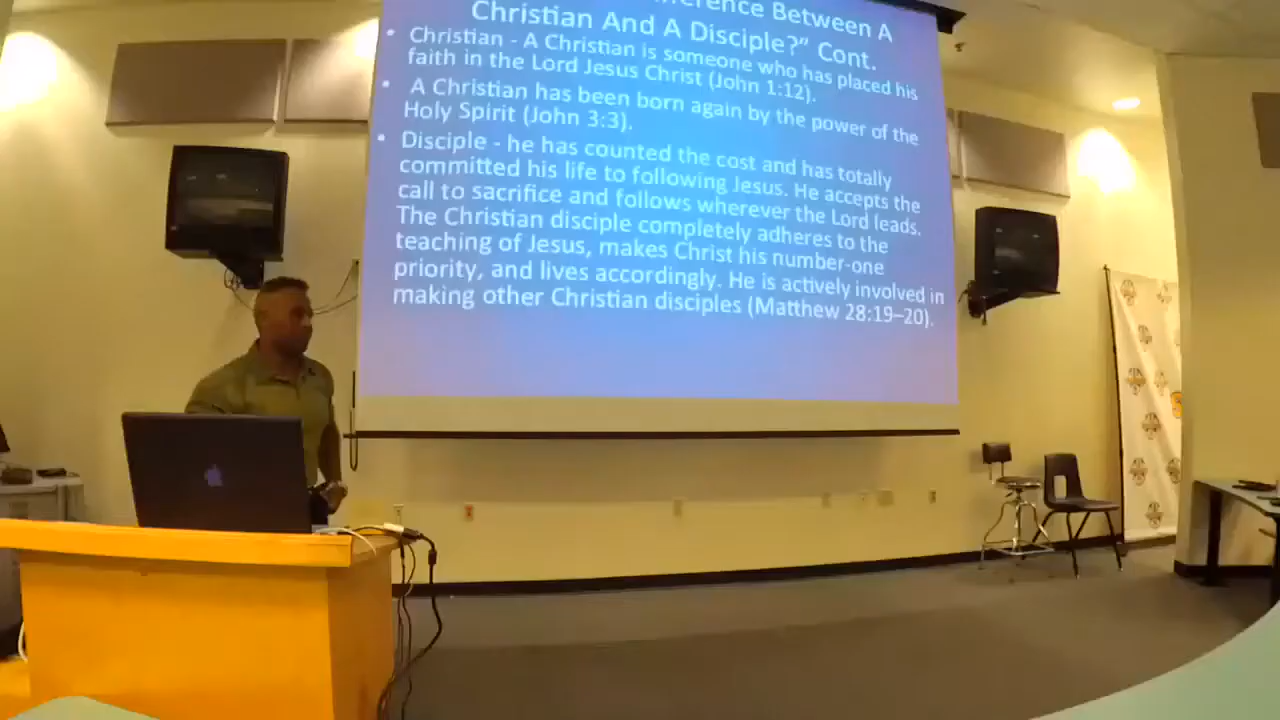 Between A
Christian And A Disciple?” Cont.
• Christian - A Christian is someone who has placed his
faith in the Lord Jesus Christ (John 1:12).
• A Christian has been born again by the power of the
Holy Spirit (John 3:3).
• Disciple - he has counted the cost and has totally
committed his life to following Jesus. He accepts the
call to sacrifice and follows wherever the Lord leads.
The Christian disciple completely adheres to the
teaching of Jesus, makes Christ his number-one
priority, and lives accordingly. He is actively involved in
making other Christian disciples (Matthew 28:19–20).